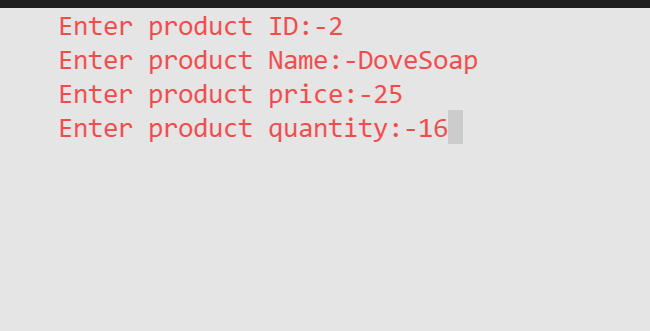 Enter product ID:-2
Enter product Name:-DoveSoap
Enter product price:-25
Enter product quantity:-16